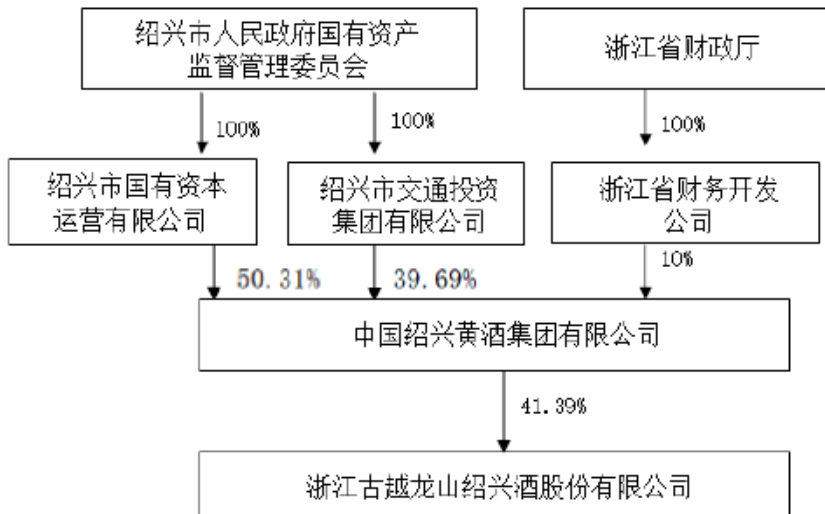 绍兴市人民政府国有资产
监督管理委员会
浙江省财政厅
100%
100%
100%
绍兴市国有资本
运营有限公司
绍兴市交通投资
集团有限公司
浙江省财务开发
公司
50.31%
39.69%
10%
中国绍兴黄酒集团有限公司
41.39%
浙江古越龙山绍兴酒股份有限公司